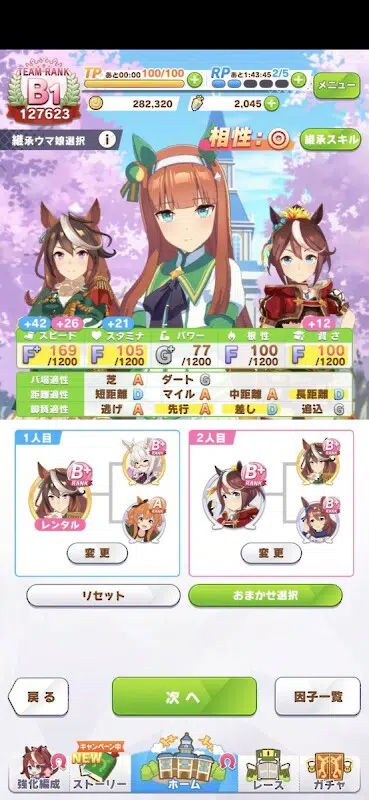 TEAM RANK
B1
127623
TP あと00:00 100/100
RP あと1:43:45 2/5
メニュー
282,320
2,045
継承ウマ娘選択
i
相性：◎
継承スキル
+42 +26 +21 +12
スピード スタミナ パワー 根性 賢さ
F+ 169/1200 F 105/1200 G+ 77/1200 F 100/1200 F 100/1200
バ場適性 芝 A ダート G
距離適性 短距離 D マイル A 中距離 A 長距離 D
脚質適性 逃げ A 先行 A 差し D 追込 G
1人目 2人目
B+ RANK
B+ RANK
A RANK
レンタル
変更
B+ RANK
B+ RANK
B+ RANK
変更
リセット おまかせ選択
戻る 次へ 因子一覧
キャンペーン中
NEW
強化編成 ストーリー ホーム レース ガチャ